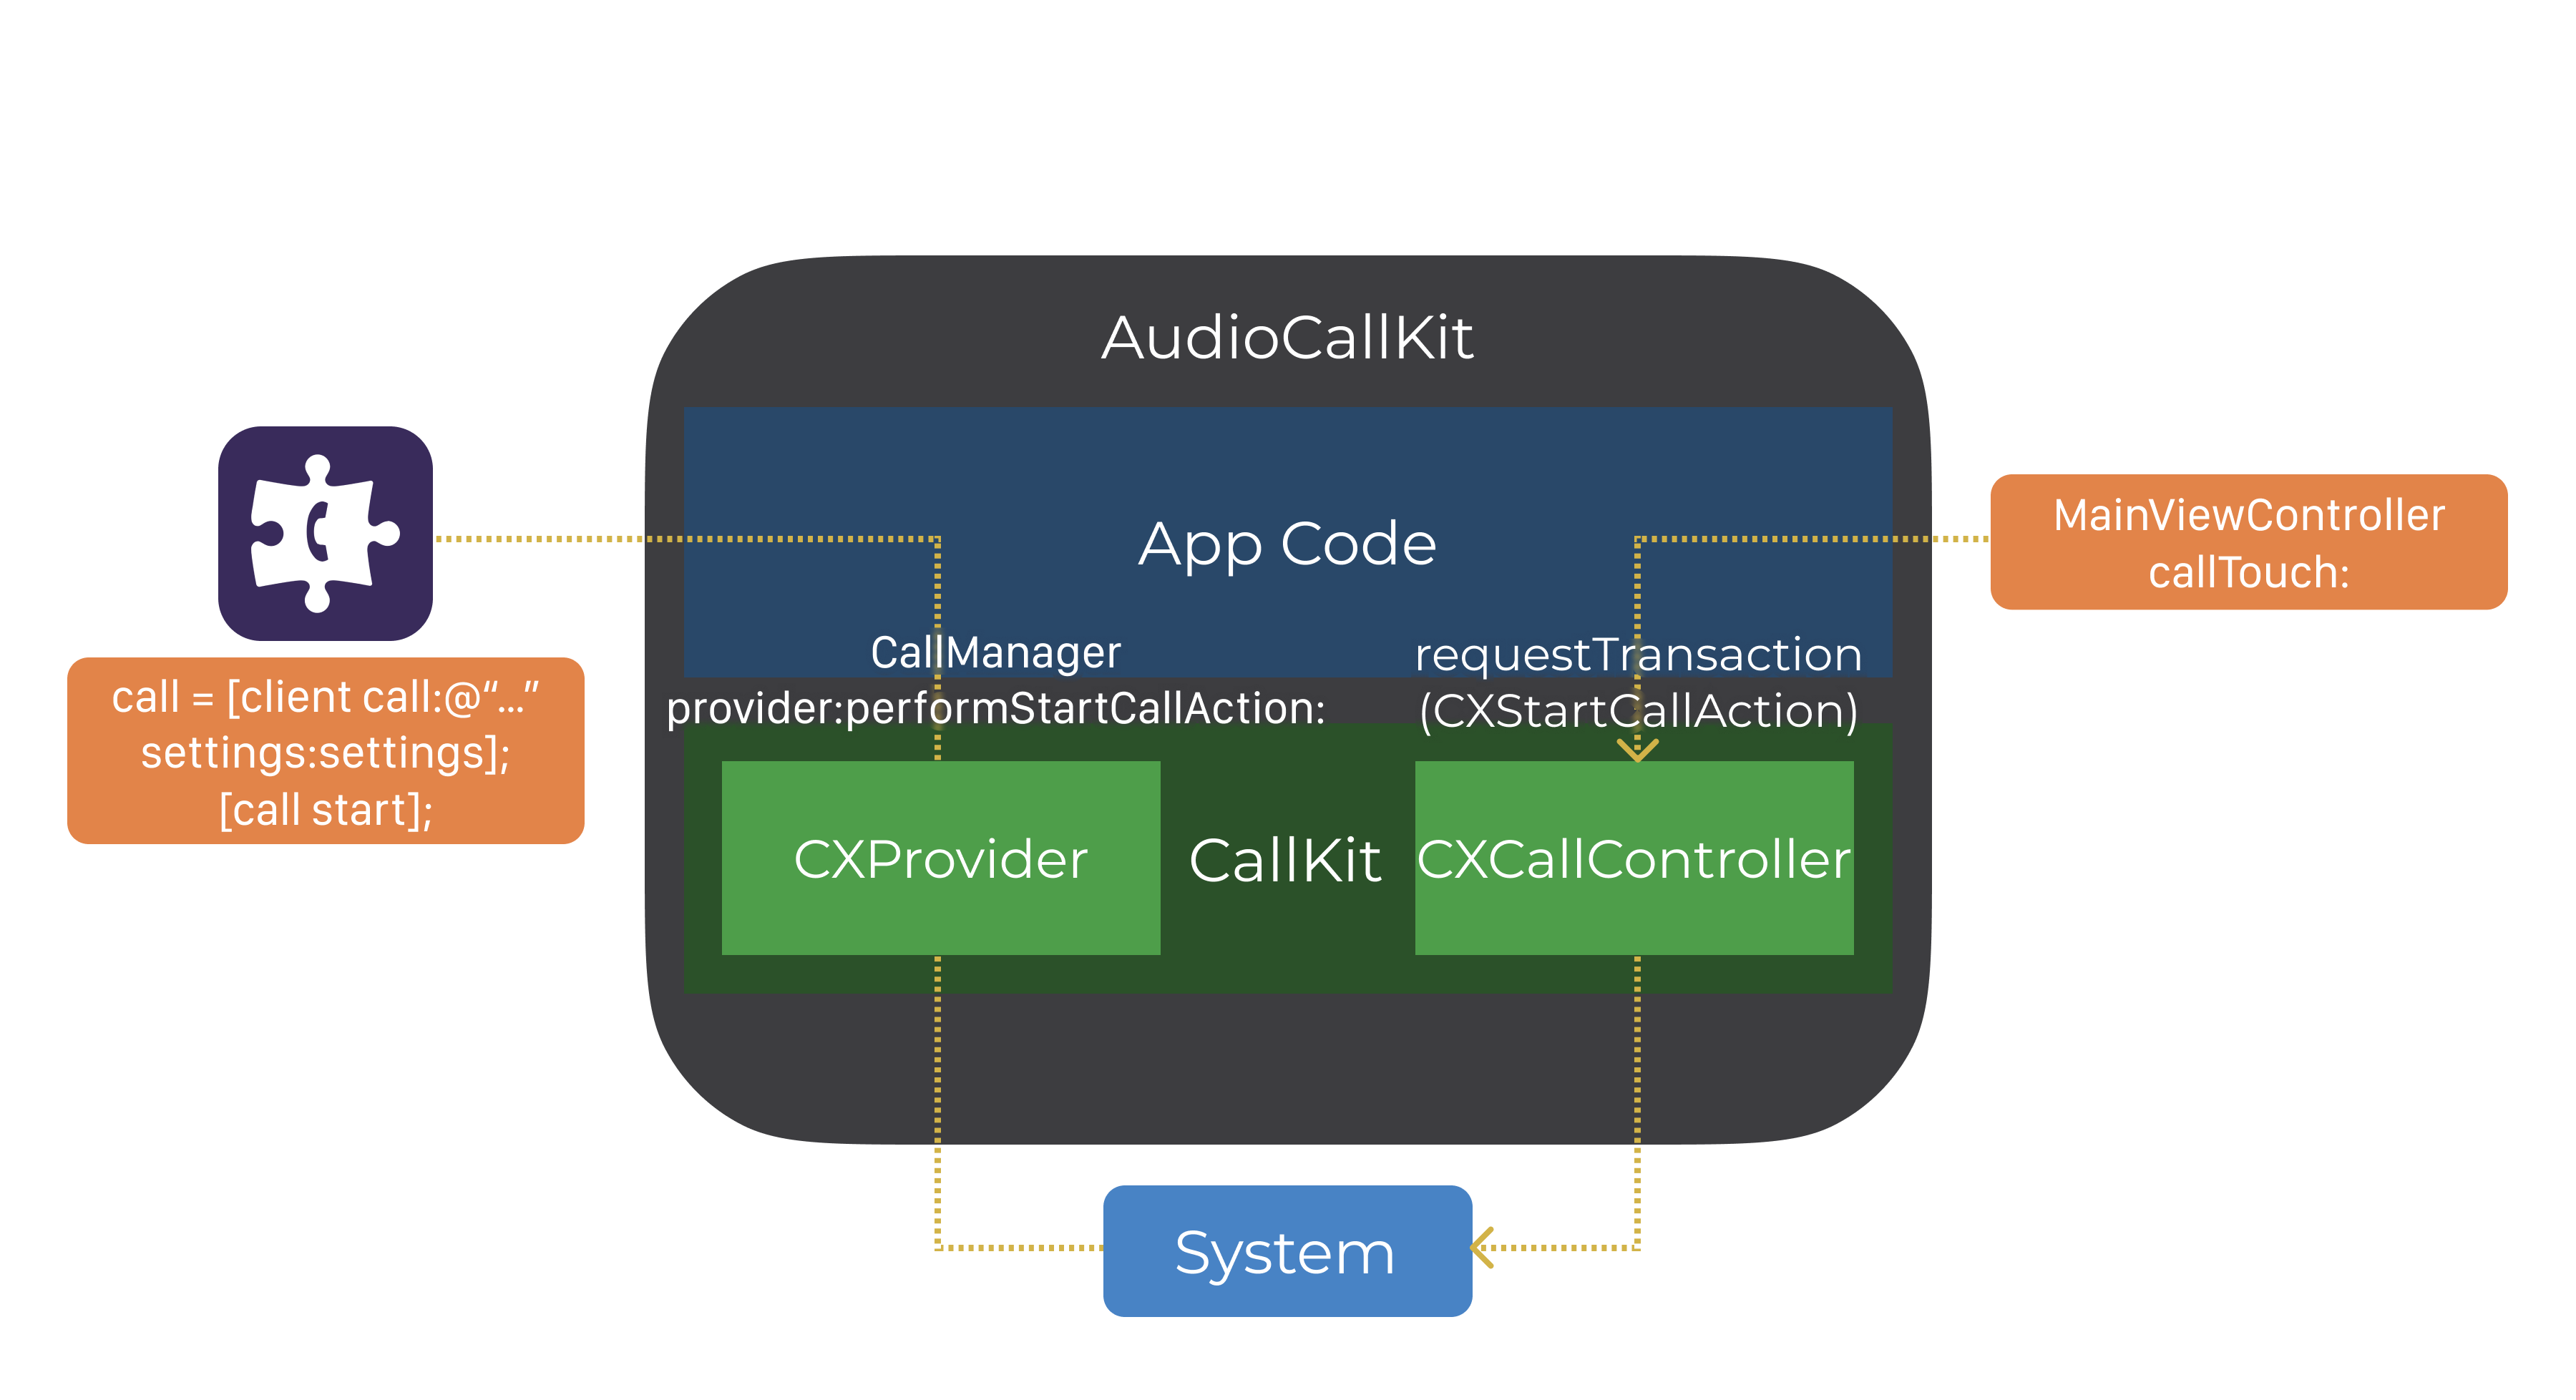 AudioCallKit
App Code
MainViewController
callTouch:
call = [client call:@“...”
settings:settings];
[call start];
CallManager
provider:performStartCallAction:
requestTransaction
(CXStartCallAction)
CXProvider
CallKit
CXCallController
System